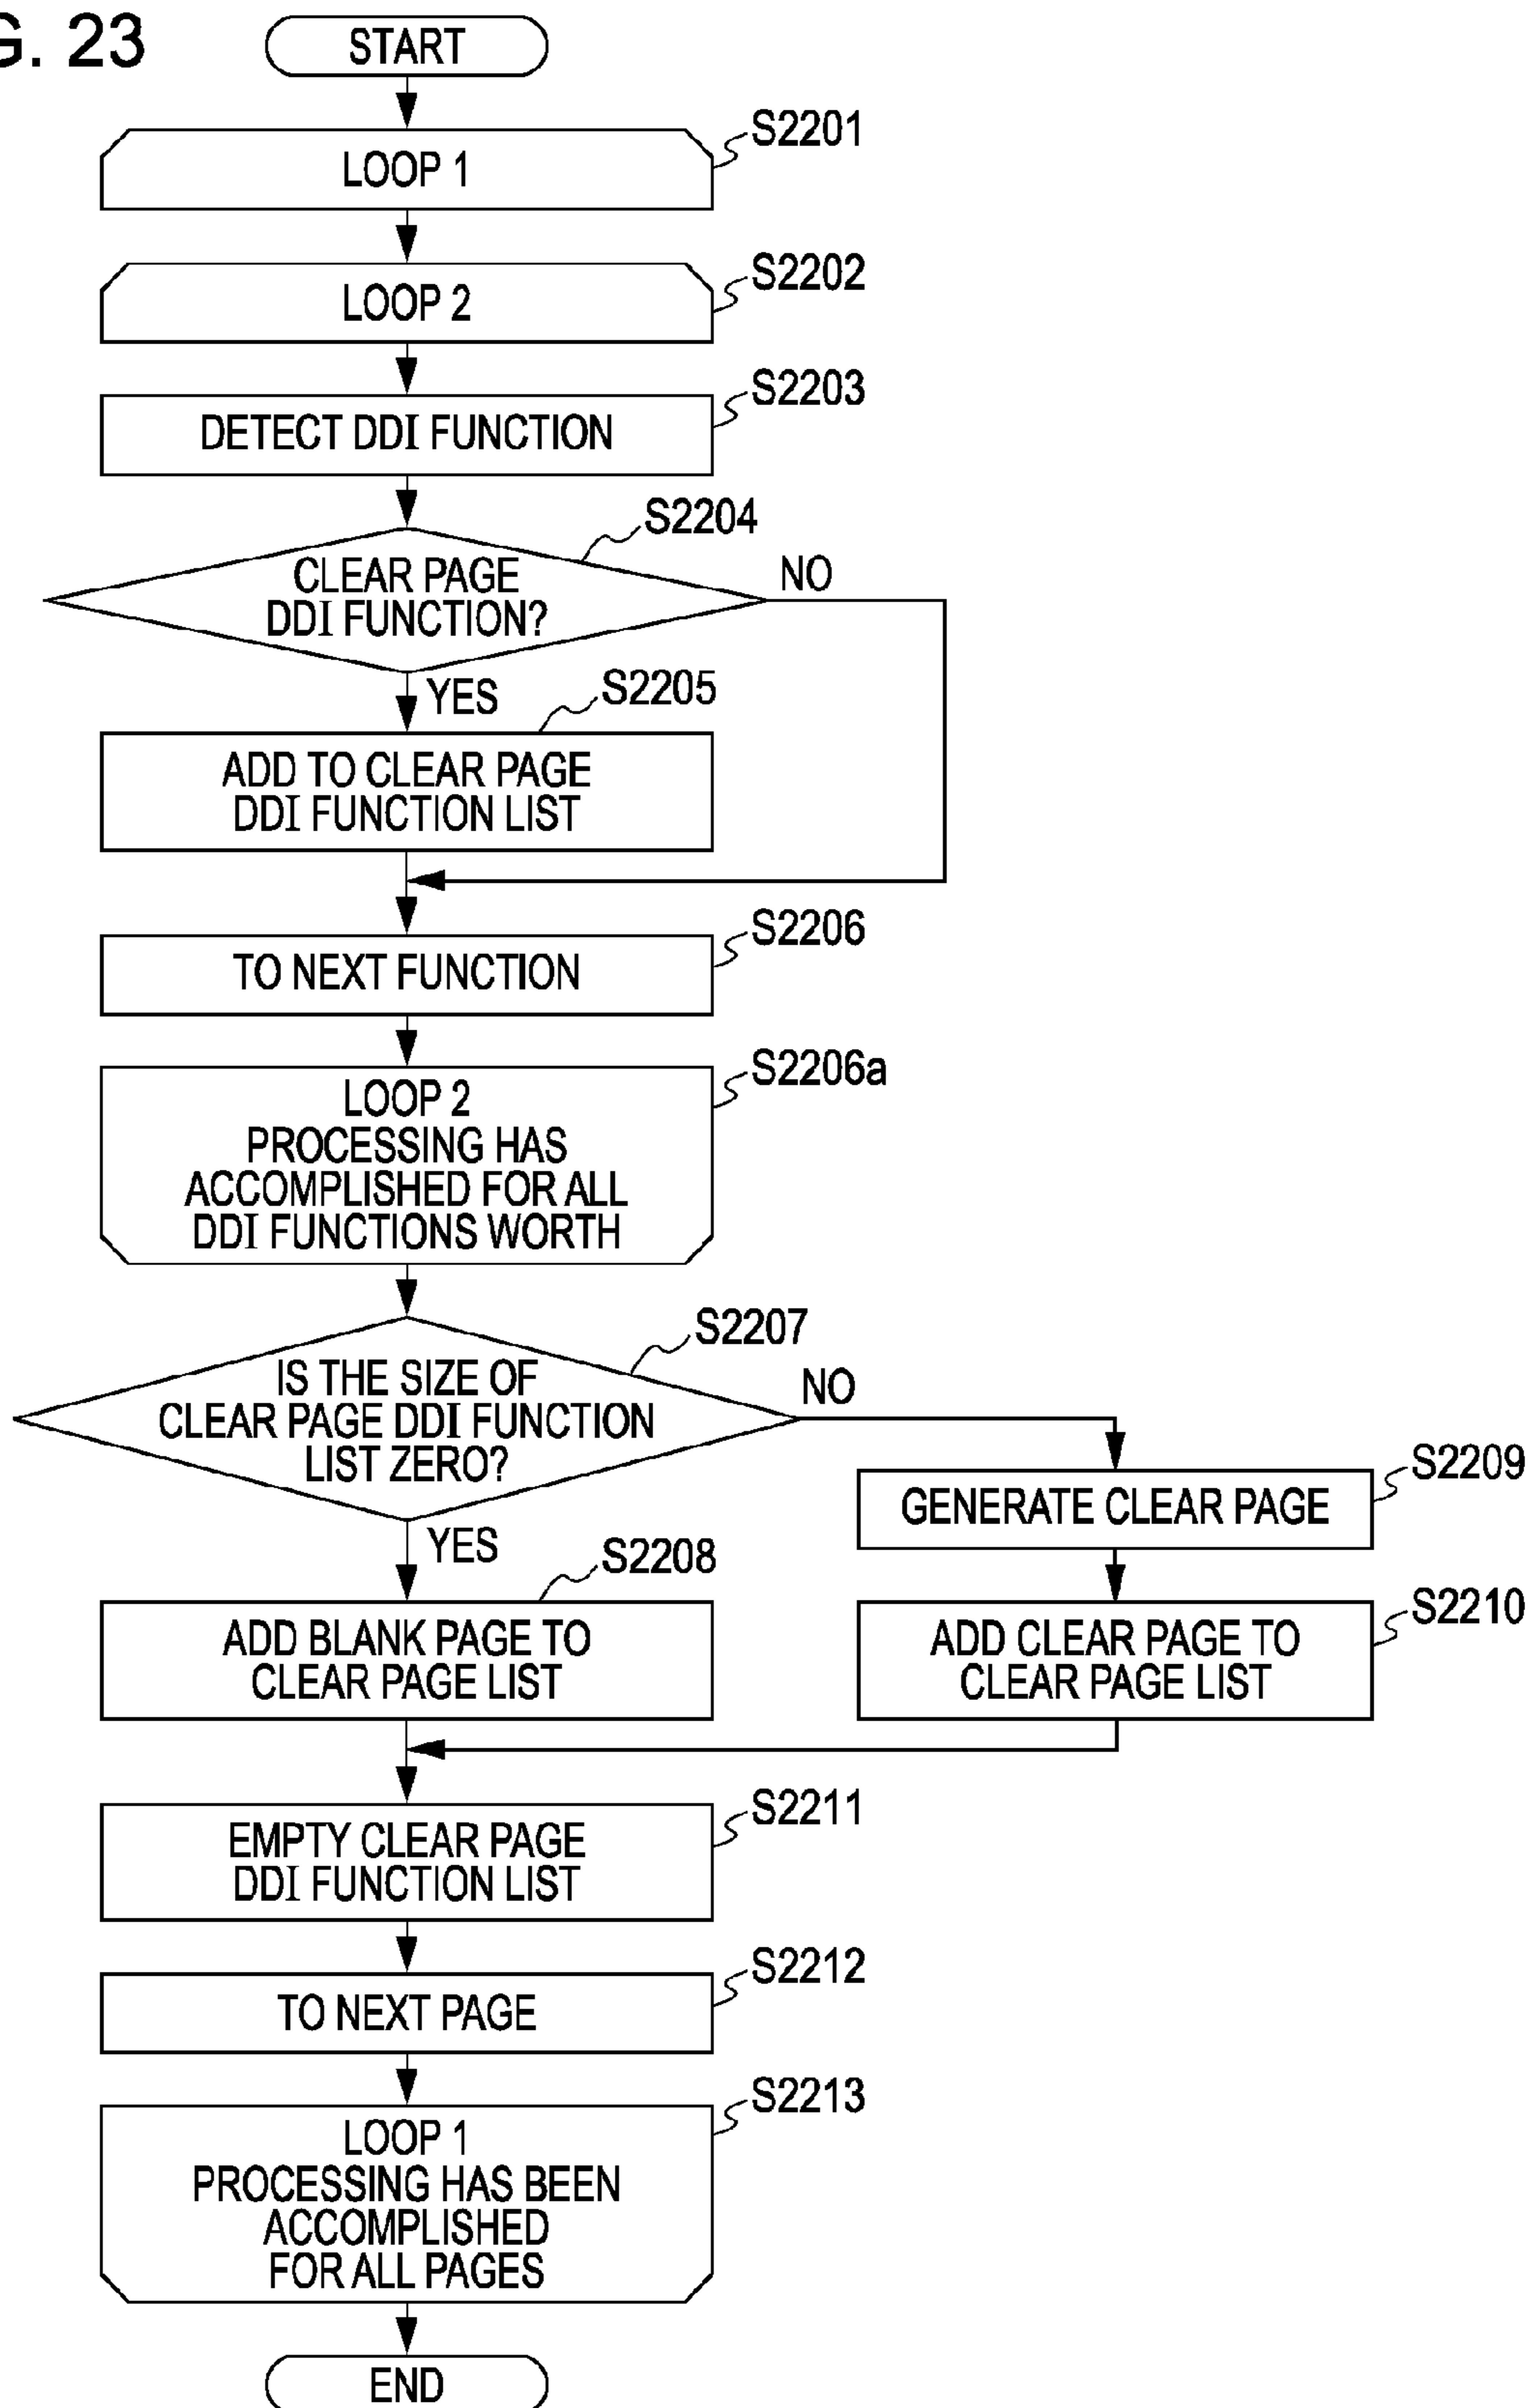 G. 23
START
LOOP 1
S2201
LOOP 2
S2202
DETECT DDI FUNCTION
S2203
CLEAR PAGE
DDI FUNCTION?
S2204
NO
YES
S2205
ADD TO CLEAR PAGE
DDI FUNCTION LIST
TO NEXT FUNCTION
S2206
LOOP 2
PROCESSING HAS
ACCOMPLISHED FOR ALL
DDI FUNCTIONS WORTH
S2206a
IS THE SIZE OF
CLEAR PAGE DDI FUNCTION
LIST ZERO?
S2207
NO
YES
GENERATE CLEAR PAGE
S2209
ADD BLANK PAGE TO
CLEAR PAGE LIST
S2208
ADD CLEAR PAGE TO
CLEAR PAGE LIST
S2210
EMPTY CLEAR PAGE
DDI FUNCTION LIST
S2211
TO NEXT PAGE
S2212
LOOP 1
PROCESSING HAS BEEN
ACCOMPLISHED
FOR ALL PAGES
S2213
END